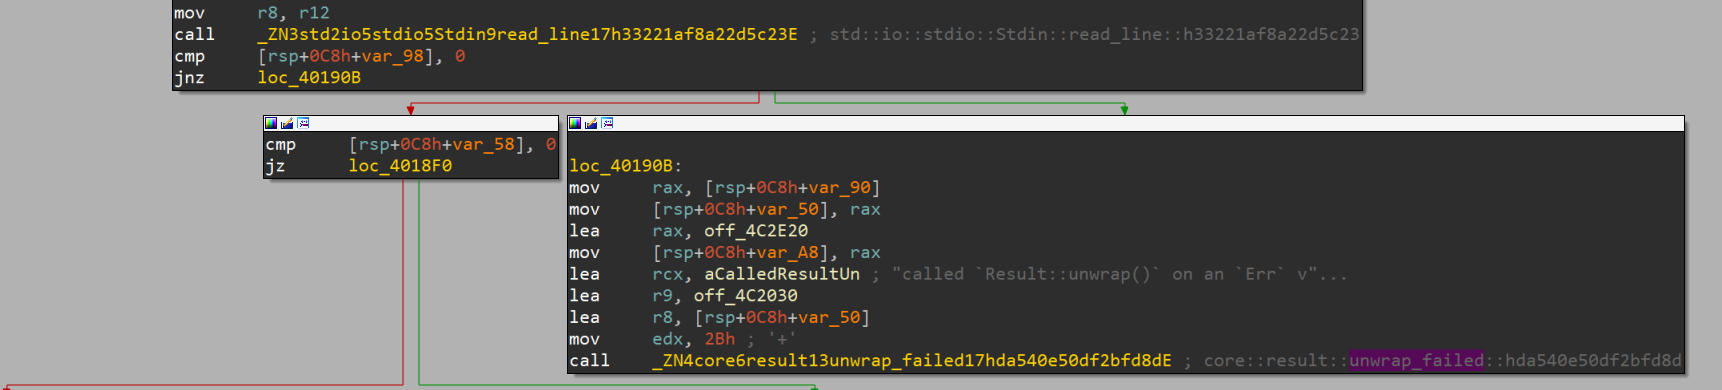 mov r8, r12
call _ZN3std2io5stdio5Stdin9read_line17h33221af8a22d5c23E ; std::io::stdio::Stdin::read_line::h33221af8a22d5c23
cmp [rsp+0C8h+var_98], 0
jnz loc_40190B
cmp [rsp+0C8h+var_58], 0
jz loc_4018F0
loc_40190B:
mov rax, [rsp+0C8h+var_90]
mov [rsp+0C8h+var_50], rax
lea rax, off_4C2E20
mov [rsp+0C8h+var_A8], rax
lea rcx, aCalledResultUn ; "called `Result::unwrap()` on an `Err` v"...
lea r9, off_4C2030
lea r8, [rsp+0C8h+var_50]
mov edx, 2Bh ; '+'
call _ZN4core6result13unwrap_failed17hda540e50df2bfd8dE ; core::result::unwrap_failed::hda540e50df2bfd8d